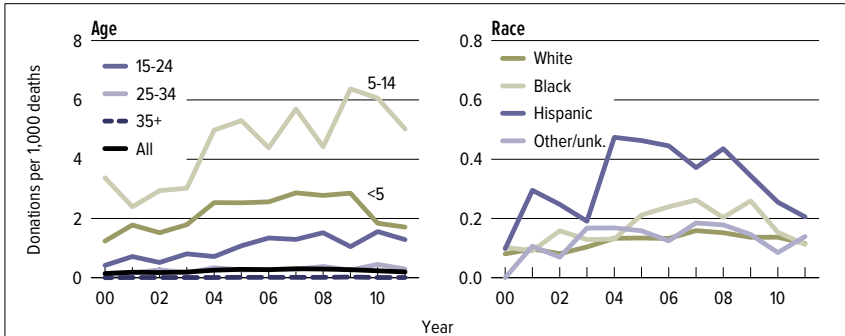 Donations per 1,000 deaths
Age
8
6
4
2
0
15-24
25-34
35+
All
5-14
<5
00 02 04 06 08 10
Race
0.8
0.6
0.4
0.2
0.0
White
Black
Hispanic
Other/unk.
00 02 04 06 08 10
Year